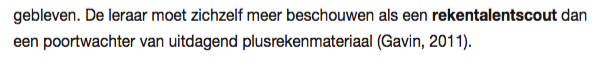 gebleven. De leraar moet zichzelf meer beschouwen als een rekentalentscout dan
een poortwachter van uitdagend plusrekenmateriaal (Gavin, 2011).